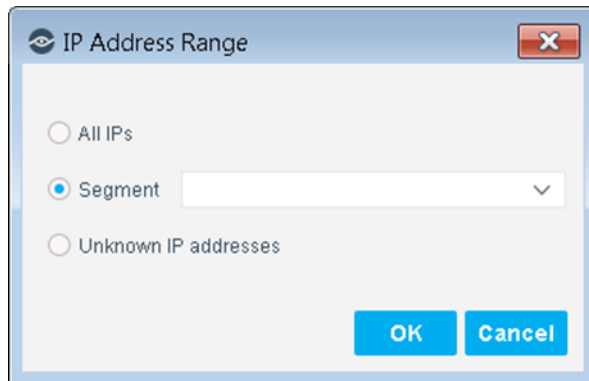 IP Address Range
All IPs
Segment
Unknown IP addresses
OK Cancel